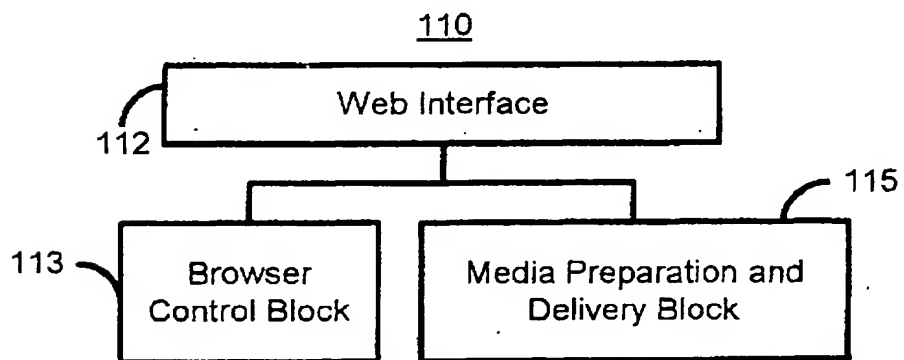 110
Web Interface
112
115
113
Browser
Control Block
Media Preparation and
Delivery Block